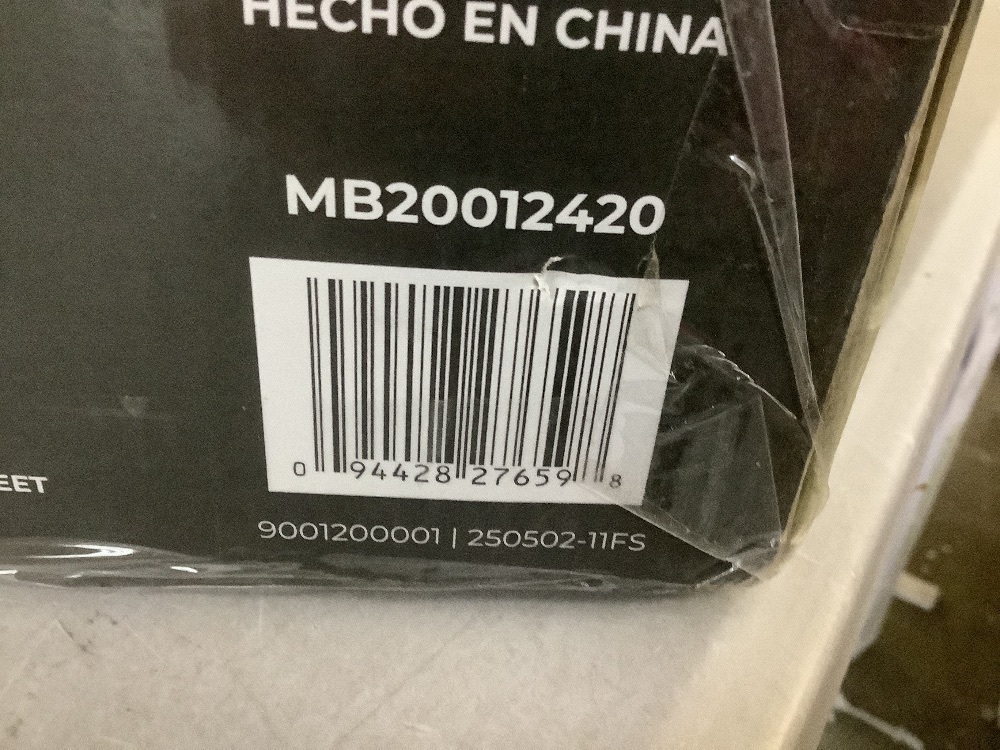 HECHO EN CHINA
MB20012420
0 94428 27659 8
EET
9001200001 | 250502-11FS